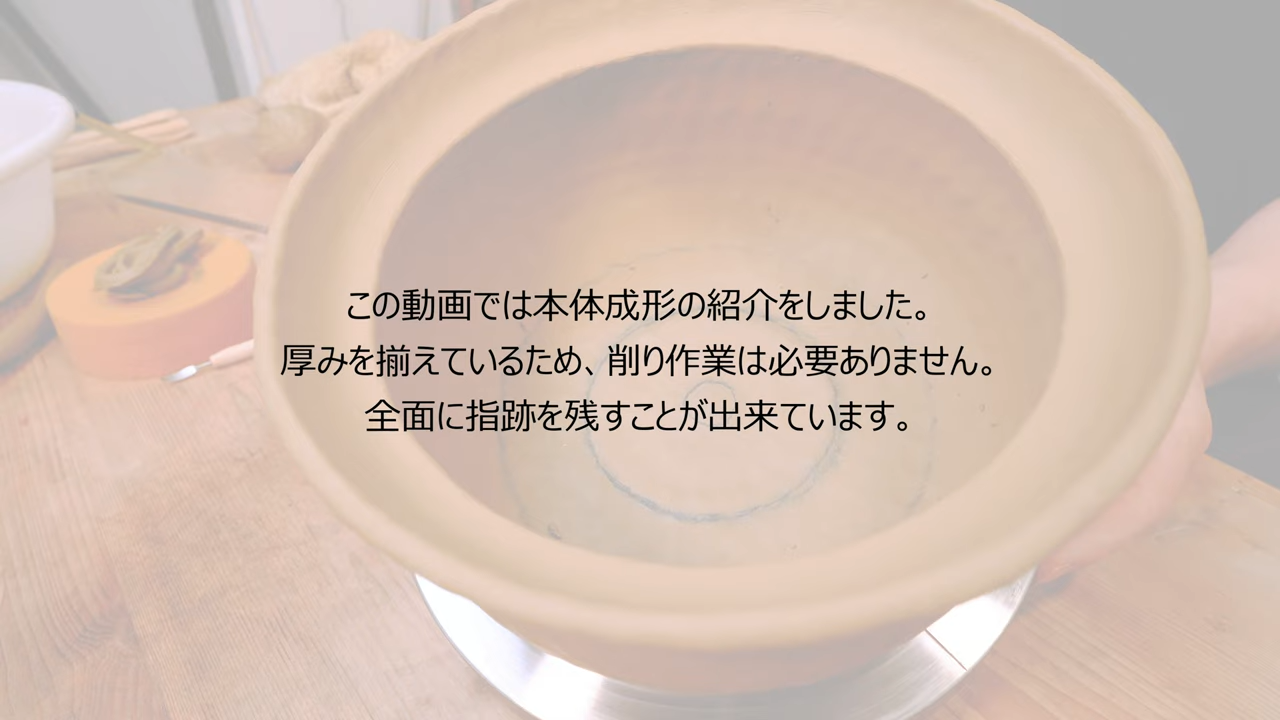 この動画では本体成形の紹介をしました。
厚みを揃えているため、削り作業は必要ありません。
全面に指跡を残すことが出来ています。